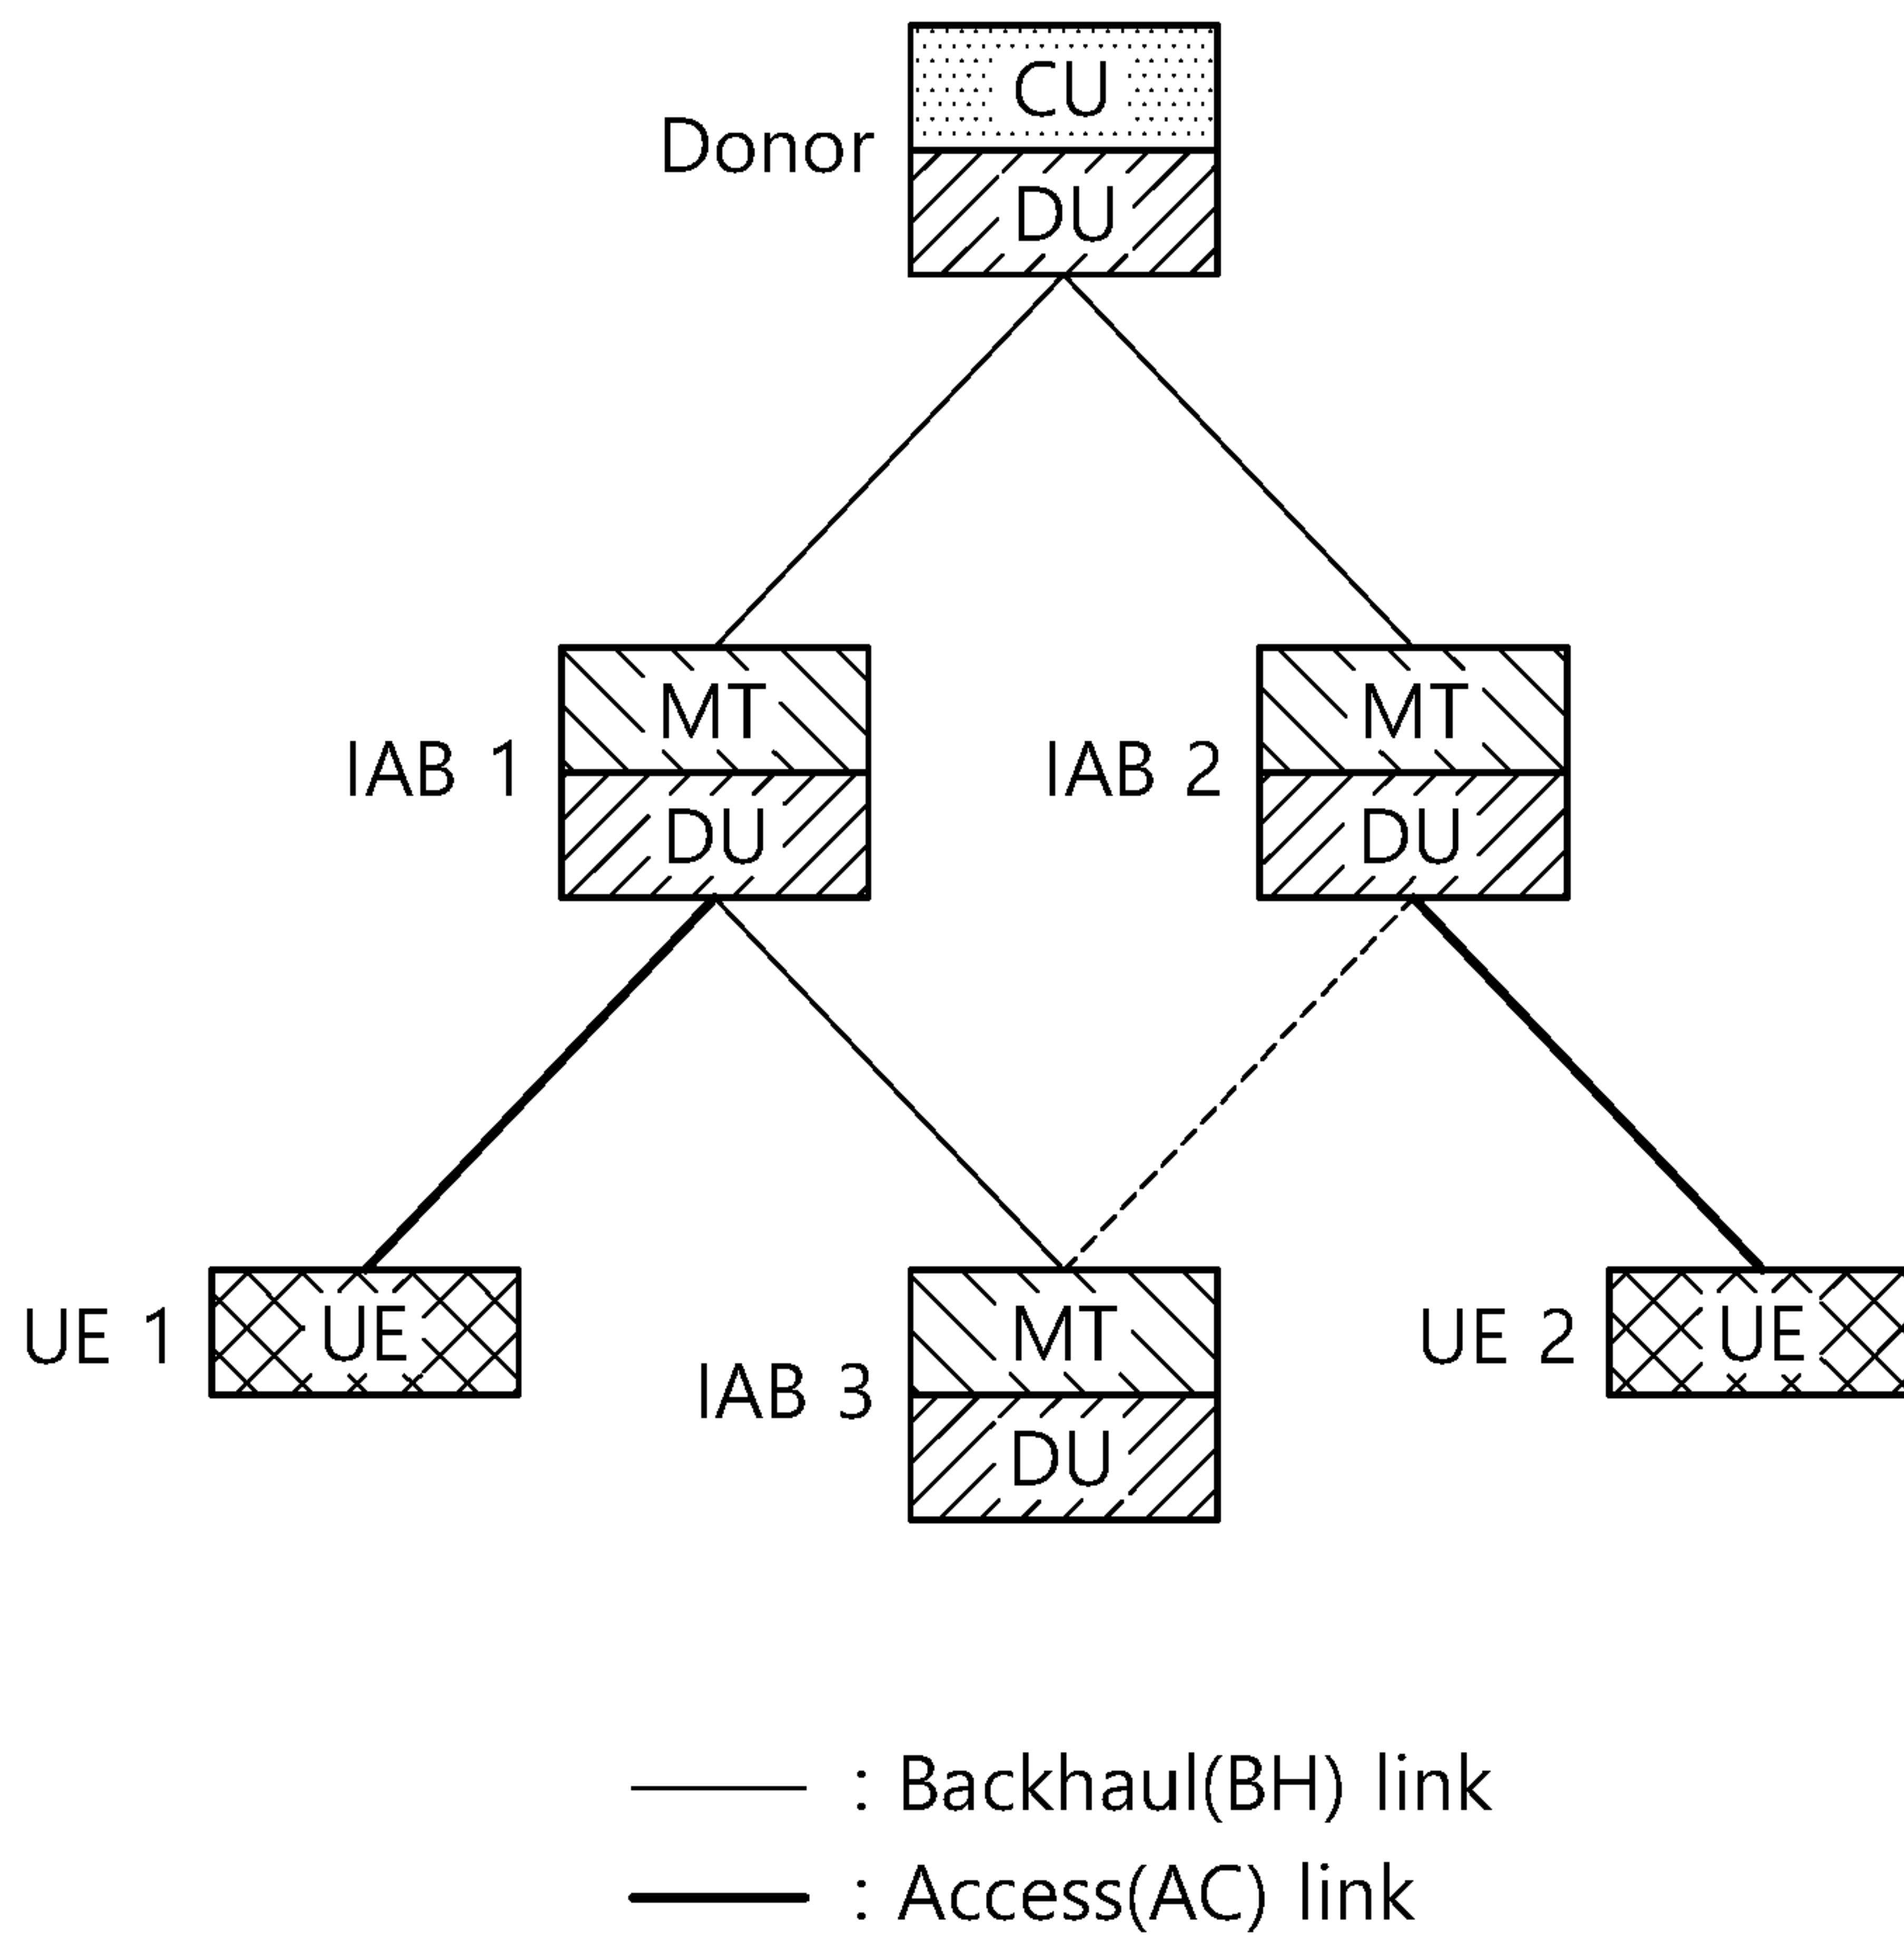 CU
Donor
DU
MT
IAB 1
DU
MT
IAB 2
DU
UE 1
UE
MT
IAB 3
DU
UE 2
UE
: Backhaul(BH) link
: Access(AC) link